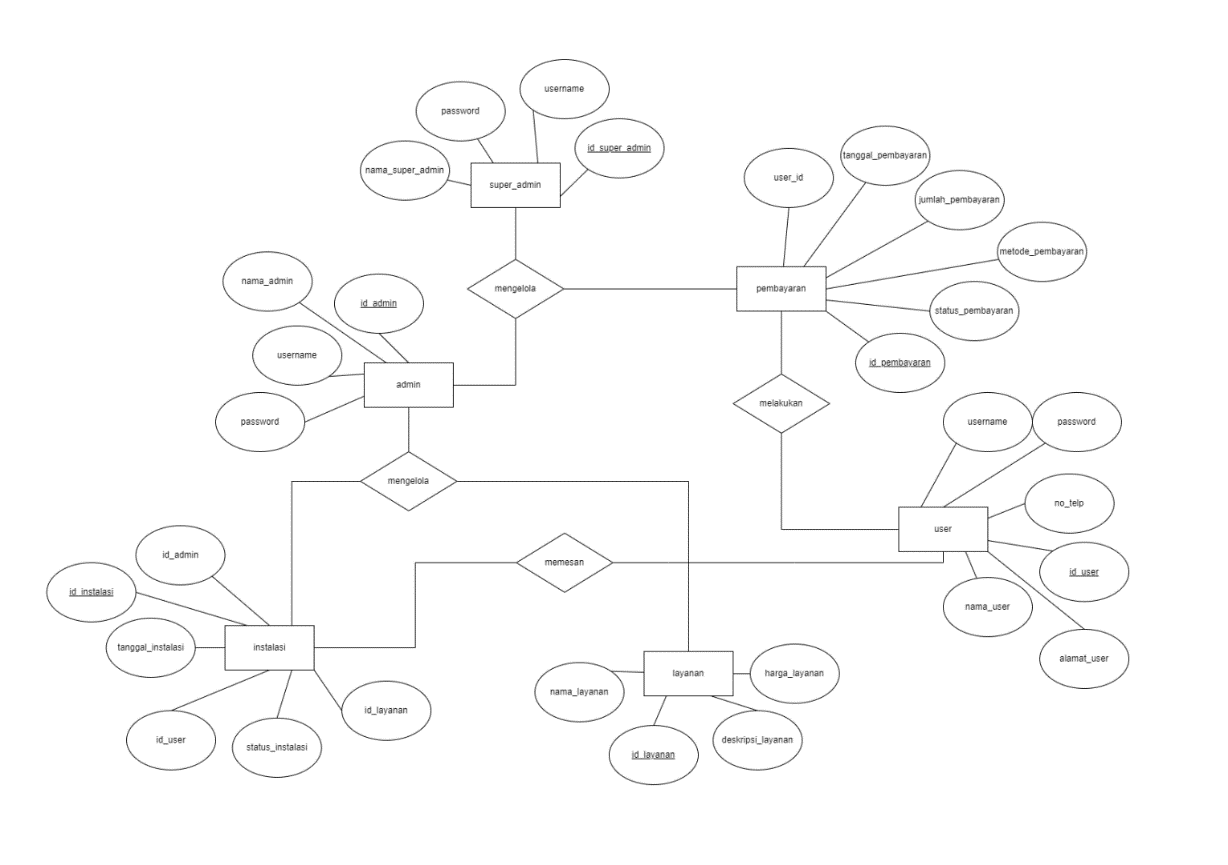 username
password
id_super_admin
nama_super_admin
super_admin
tanggal_pembayaran
user_id
jumlah_pembayaran
metode_pembayaran
nama_admin
id_admin
mengelola
pembayaran
status_pembayaran
username
id_pembayaran
admin
melakukan
password
username
password
mengelola
no_telp
user
id_admin
memesan
id_user
id_instalasi
nama_user
tanggal_instalasi
instalasi
alamat_user
layanan
harga_layanan
nama_layanan
id_layanan
id_user
status_instalasi
deskripsi_layanan
id_layanan